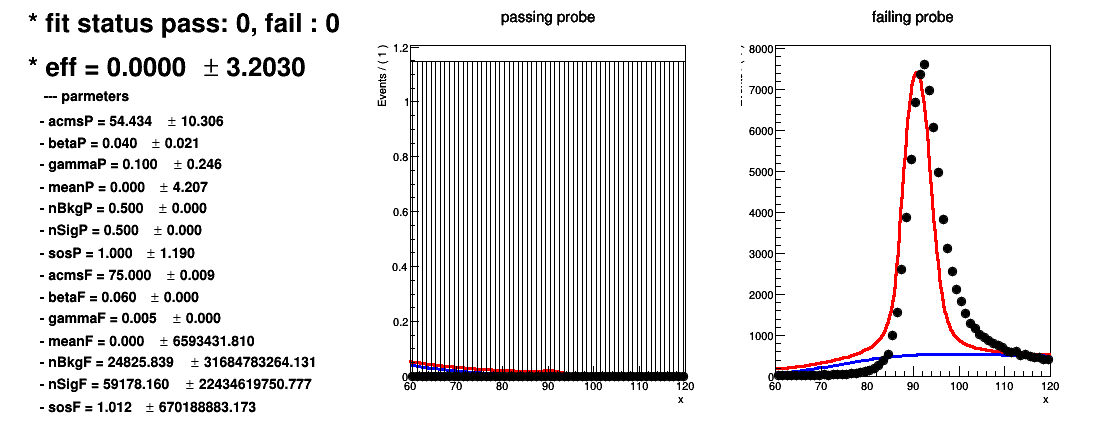 * fit status pass: 0, fail : 0
* eff = 0.0000 ± 3.2030
--- parmeters
- acmsP = 54.434 ± 10.306
- betaP = 0.040 ± 0.021
- gammaP = 0.100 ± 0.246
- meanP = 0.000 ± 4.207
- nBkgP = 0.500 ± 0.000
- nSigP = 0.500 ± 0.000
- sosP = 1.000 ± 1.190
- acmsF = 75.000 ± 0.009
- betaF = 0.060 ± 0.000
- gammaF = 0.005 ± 0.000
- meanF = 0.000 ± 6593431.810
- nBkgF = 24825.839 ± 31684783264.131
- nSigF = 59178.160 ± 22434619750.777
- sosF = 1.012 ± 670188883.173
passing probe
Events / ( 1 )
1.2
1
0.8
0.6
0.4
0.2
0
60 70 80 90 100 110 120
x
failing probe
8000
7000
6000
5000
4000
3000
2000
1000
0
60 70 80 90 100 110 120
x